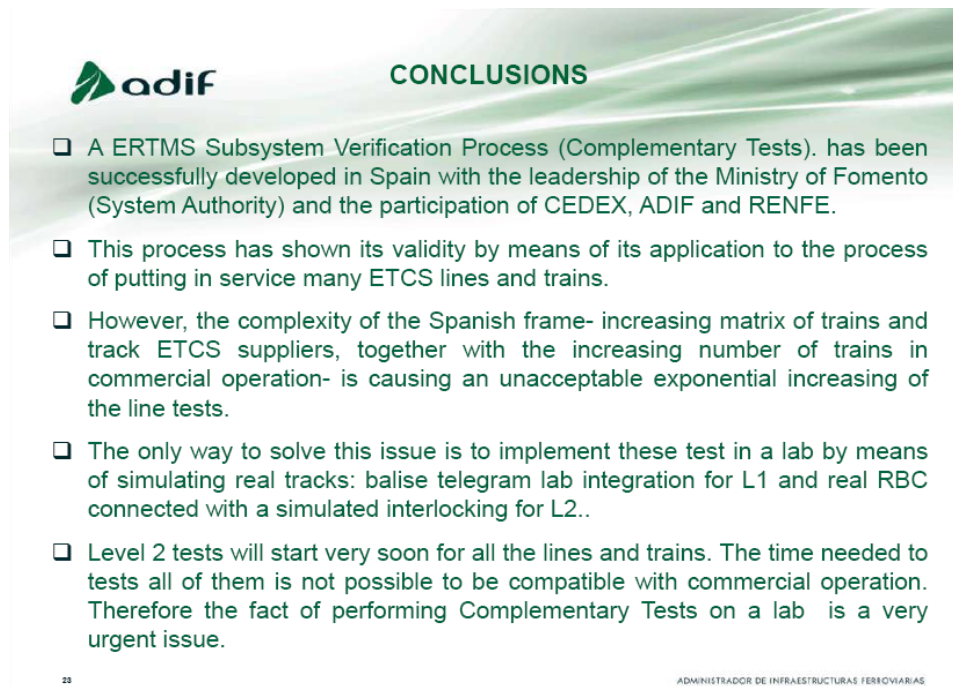 adif
CONCLUSIONS
❑ A ERTMS Subsystem Verification Process (Complementary Tests). has been
successfully developed in Spain with the leadership of the Ministry of Fomento
(System Authority) and the participation of CEDEX, ADIF and RENFE.
❑ This process has shown its validity by means of its application to the process
of putting in service many ETCS lines and trains.
❑ However, the complexity of the Spanish frame- increasing matrix of trains and
track ETCS suppliers, together with the increasing number of trains in
commercial operation- is causing an unacceptable exponential increasing of
the line tests.
❑ The only way to solve this issue is to implement these test in a lab by means
of simulating real tracks: balise telegram lab integration for L1 and real RBC
connected with a simulated interlocking for L2..
❑ Level 2 tests will start very soon for all the lines and trains. The time needed to
tests all of them is not possible to be compatible with commercial operation.
Therefore the fact of performing Complementary Tests on a lab is a very
urgent issue.
23
ADMINISTRADOR DE INFRAESTRUCTURAS FERROVIARIAS